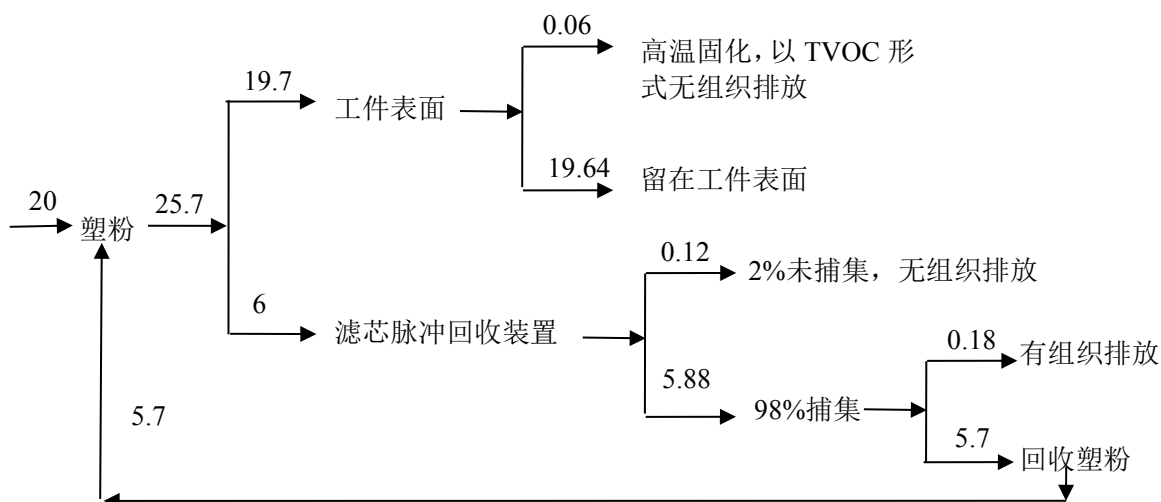 0.06
高温固化，以 TVOC 形
式无组织排放
19.7
工件表面
19.64
留在工件表面
20
塑粉
25.7
0.12
2%未捕集，无组织排放
6
滤芯脉冲回收装置
0.18
有组织排放
5.88
98%捕集
5.7
5.7
回收塑粉